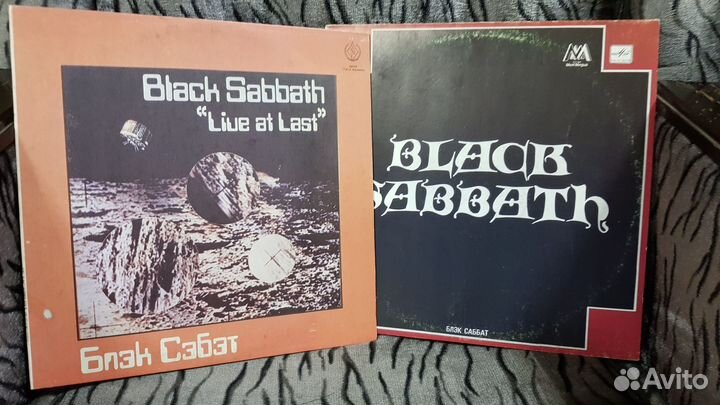 Black Sabbath
"Live at Last"
Блэк Сэбэт
BLACK
SABBATH
БЛЭК САББАТ
Avito